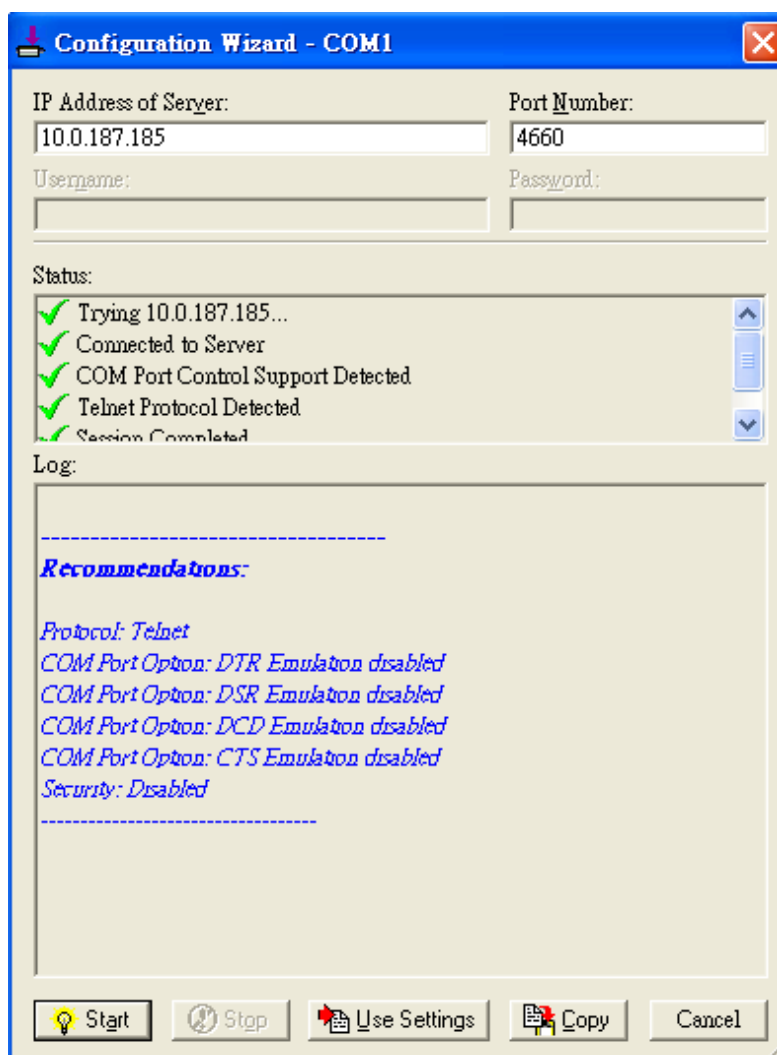 Configuration Wizard - COM1
IP Address of Server: Port Number:
10.0.187.185 4660
Username: Password:
Status:
Trying 10.0.187.185...
Connected to Server
COM Port Control Support Detected
Telnet Protocol Detected
Session Completed
Log:
-----------------------------------
Recommendations:
Protocol: Telnet
COM Port Option: DTR Emulation disabled
COM Port Option: DSR Emulation disabled
COM Port Option: DCD Emulation disabled
COM Port Option: CTS Emulation disabled
Security: Disabled
----------------------------------
Start Stop Use Settings Copy Cancel